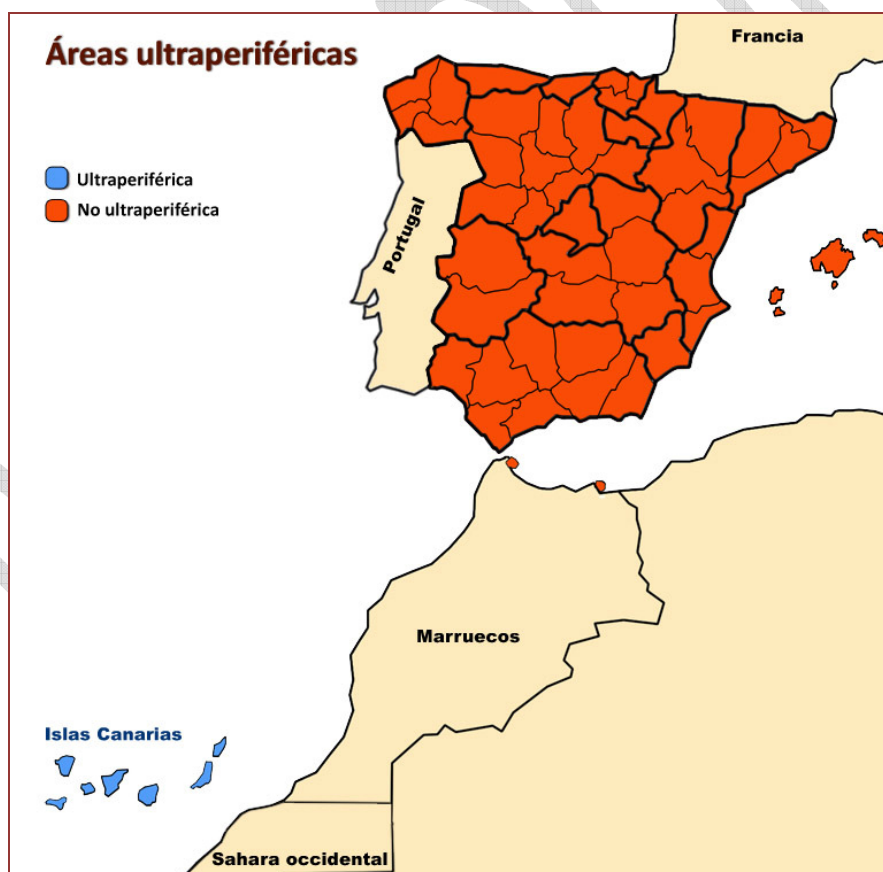 Áreas ultraperiféricas
Francia
Ultraperiférica
No ultraperiférica
Portugal
Marruecos
Islas Canarias
Sahara occidental